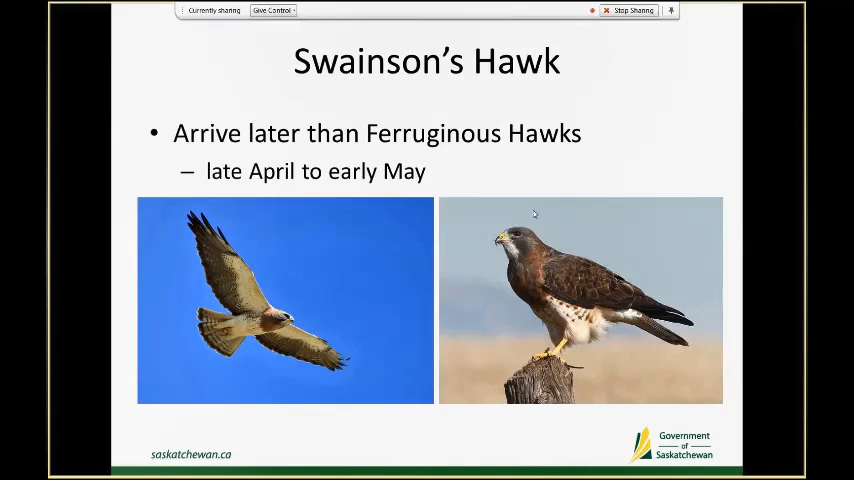 Currently sharing
Give Control
Stop Sharing
Swainson's Hawk
• Arrive later than Ferruginous Hawks
– late April to early May
saskatchewan.ca
Government
of
Saskatchewan